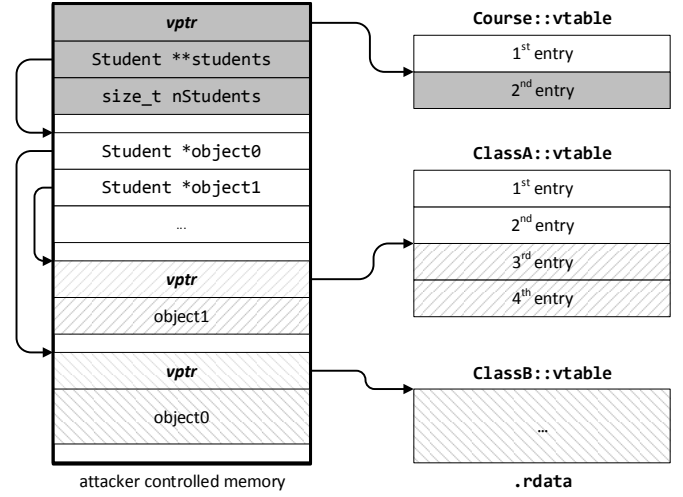 vptr
Student **students
size_t nStudents
Student *object0
Student *object1
...
vptr
object1
vptr
object0
attacker controlled memory
Course::vtable
1st entry
2nd entry
ClassA::vtable
1st entry
2nd entry
3rd entry
4th entry
ClassB::vtable
...
.rdata